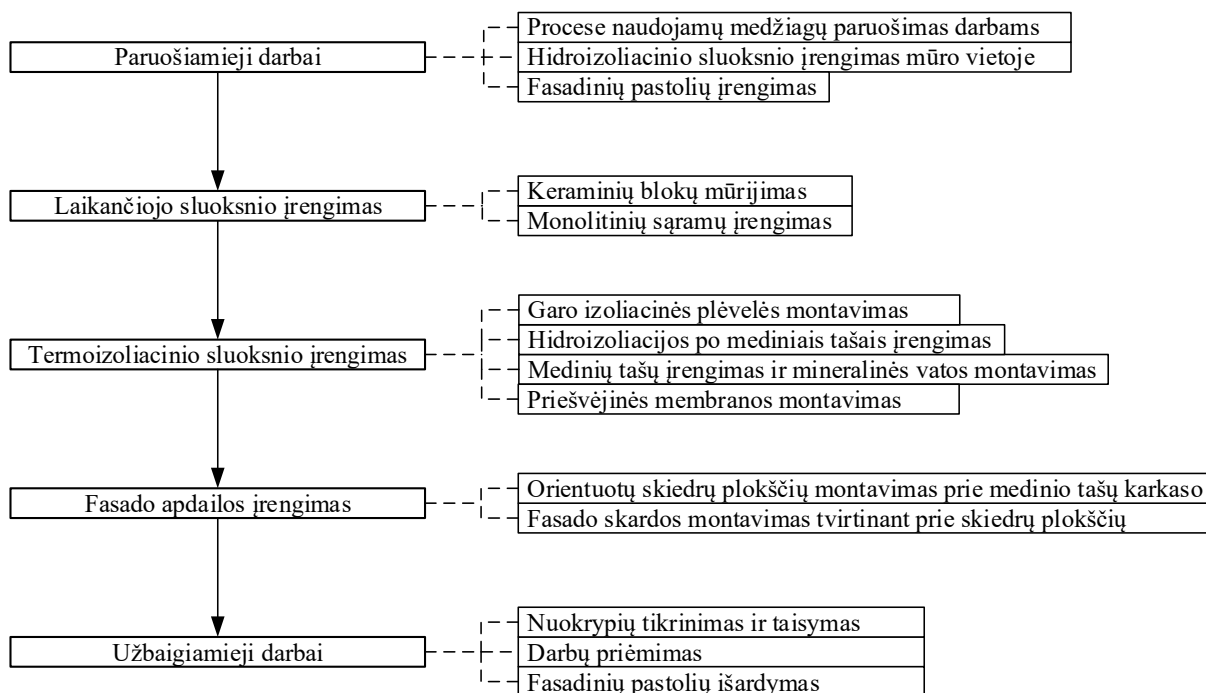 Paruošiamieji darbai
Procese naudojamų medžiagų paruošimas darbams
Hidroizoliacinio sluoksnio įrengimas mūro vietoje
Fasadinių pastolių įrengimas
Laikančiojo sluoksnio įrengimas
Keraminių blokų mūrijimas
Monolitinių sąramų įrengimas
Termoizoliacinio sluoksnio įrengimas
Garo izoliacinės plėvelės montavimas
Hidroizoliacijos po mediniais tašais įrengimas
Medinių tašų įrengimas ir mineralinės vatos montavimas
Priešvėjinės membranos montavimas
Fasado apdailos įrengimas
Orientuotų skiedrų plokščių montavimas prie medinio tašų karkaso
Fasado skardos montavimas tvirtinant prie skiedrų plokščių
Užbaigiamieji darbai
Nuokrypių tikrinimas ir taisymas
Darbų priėmimas
Fasadinių pastolių išardymas